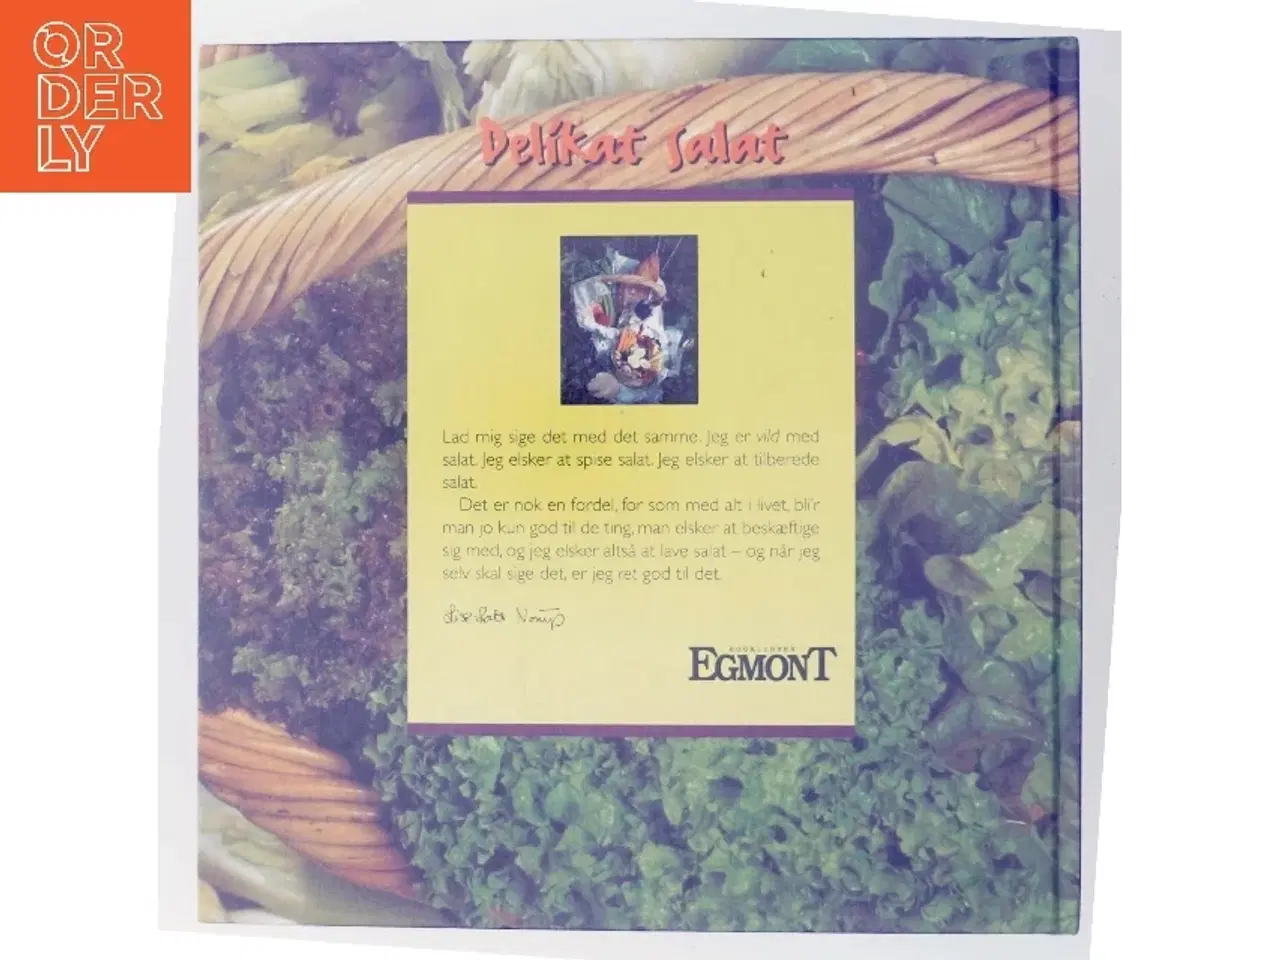 ORDERLY
Delikat salat
Lad mig sige det med det samme. Jeg er vild med
salat. Jeg elsker at spise salat. Jeg elsker at tilberede
salat.
Det er nok en fordel, for som med alt i livet, bli'r
man jo kun god til de ting, man elsker at beskæftige
sig med, og jeg elsker altså at lave salat – og når jeg
selv skal sige det, er jeg ret god til det.
EGMONT